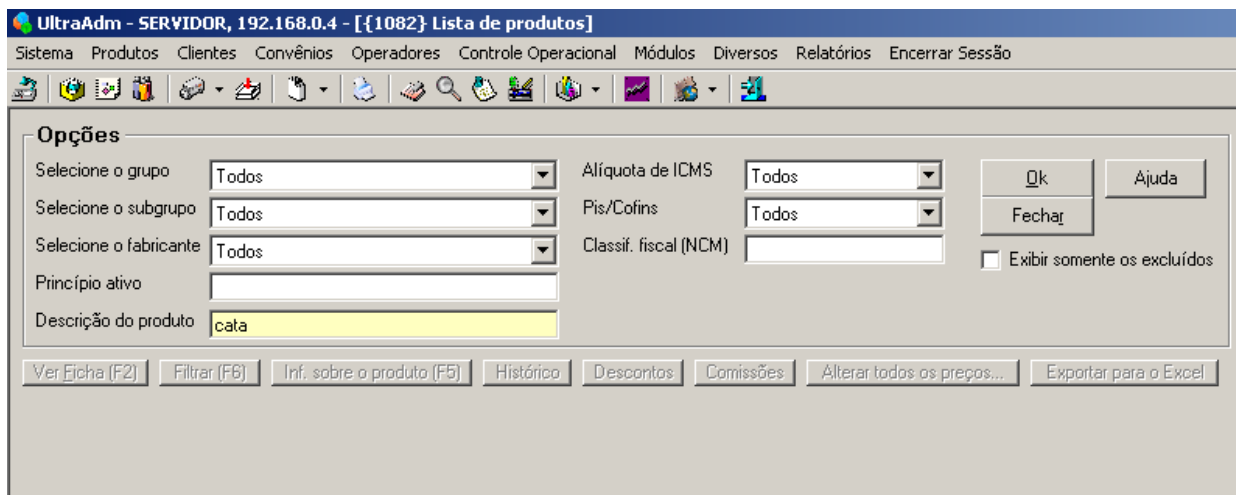 UltraAdm - SERVIDOR, 192.168.0.4 - [{1082} Lista de produtos]
Sistema Produtos Clientes Convênios Operadores Controle Operacional Módulos Diversos Relatórios Encerrar Sessão
Opções
Selecione o grupo Todos Alíquota de ICMS Todos Ok Ajuda
Selecione o subgrupo Todos Pis/Cofins Todos Fechar
Selecione o fabricante Todos Classif. fiscal (NCM) Exibir somente os excluídos
Princípio ativo
Descrição do produto cata
Ver Ficha (F2) Filtrar (F6) Inf. sobre o produto (F5) Histórico Descontos Comissões Alterar todos os preços... Exportar para o Excel